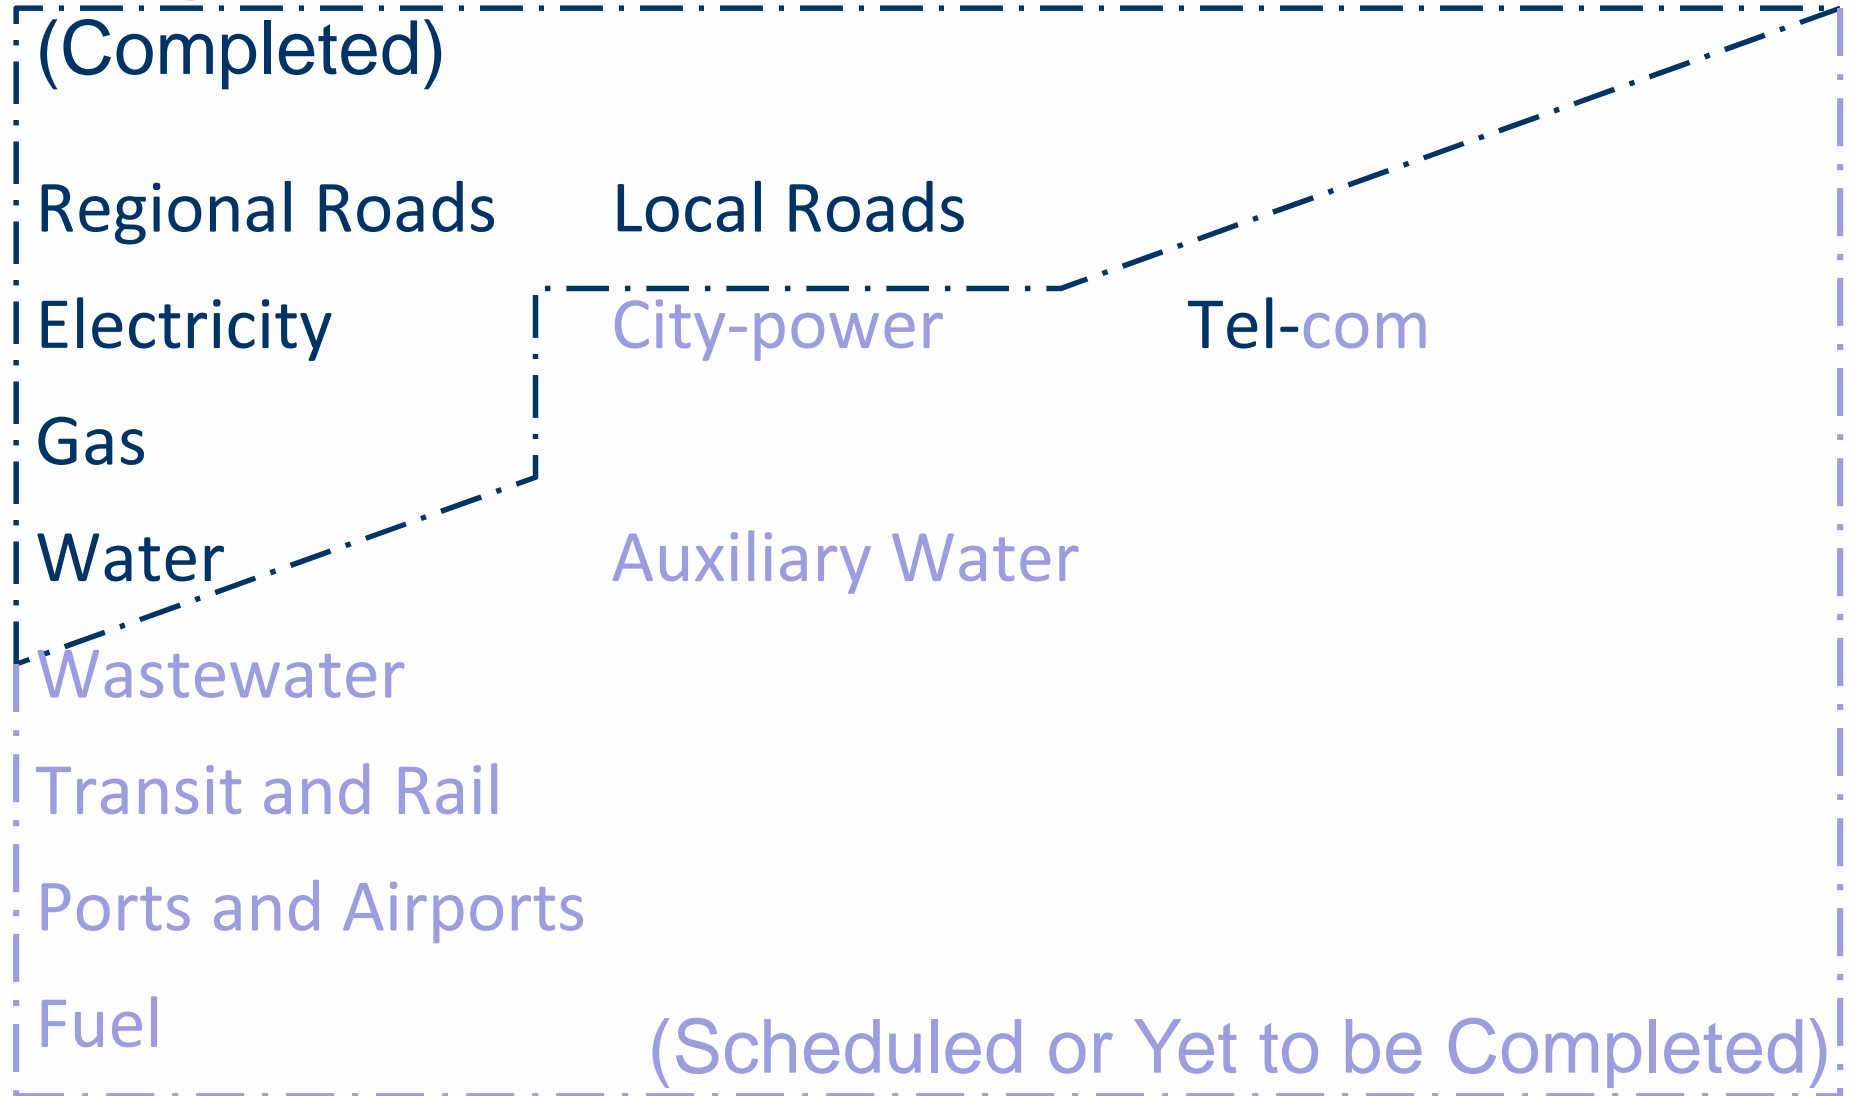 (Completed)
Regional Roads Local Roads
Electricity City-power Tel-com
Gas
Water Auxiliary Water
Wastewater
Transit and Rail
Ports and Airports
Fuel
(Scheduled or Yet to be Completed)